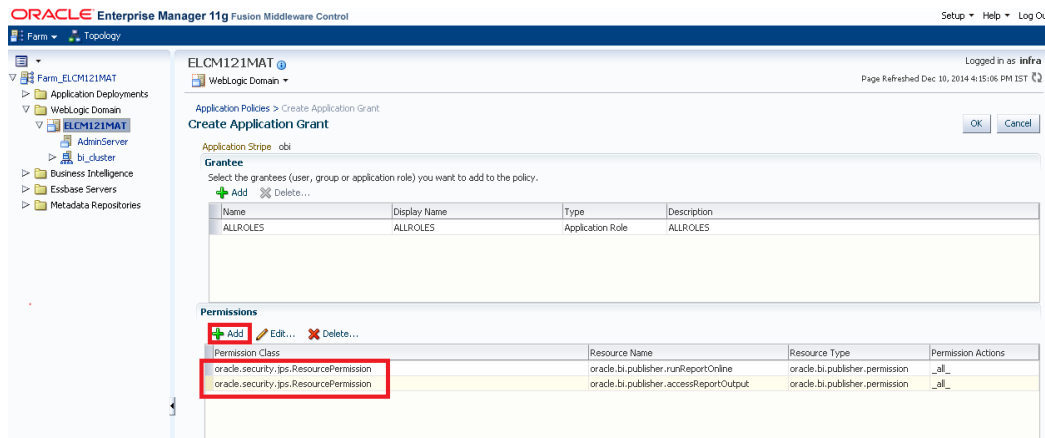 ORACLE Enterprise Manager 11g Fusion Middleware Control
Setup Help Log Ou
Farm Topology
Farm_ELCM121MAT
Application Deployments
WebLogic Domain
ELCM121MAT
AdminServer
bi_cluster
Business Intelligence
Essbase Servers
Metadata Repositories
ELCM121MAT
Logged in as infra
WebLogic Domain
Page Refreshed Dec 10, 2014 4:15:06 PM IST
Application Policies > Create Application Grant
Create Application Grant
OK Cancel
Application Stripe obi
Grantee
Select the grantees (user, group or application role) you want to add to the policy.
Add Delete...
Name Display Name Type Description
ALLROLES ALLROLES Application Role ALLROLES
Permissions
Add Edit... Delete...
Permission Class Resource Name Resource Type Permission Actions
oracle.security.jps.ResourcePermission oracle.bi.publisher.runReportOnline oracle.bi.publisher.permission _all_
oracle.security.jps.ResourcePermission oracle.bi.publisher.accessReportOutput oracle.bi.publisher.permission _all_